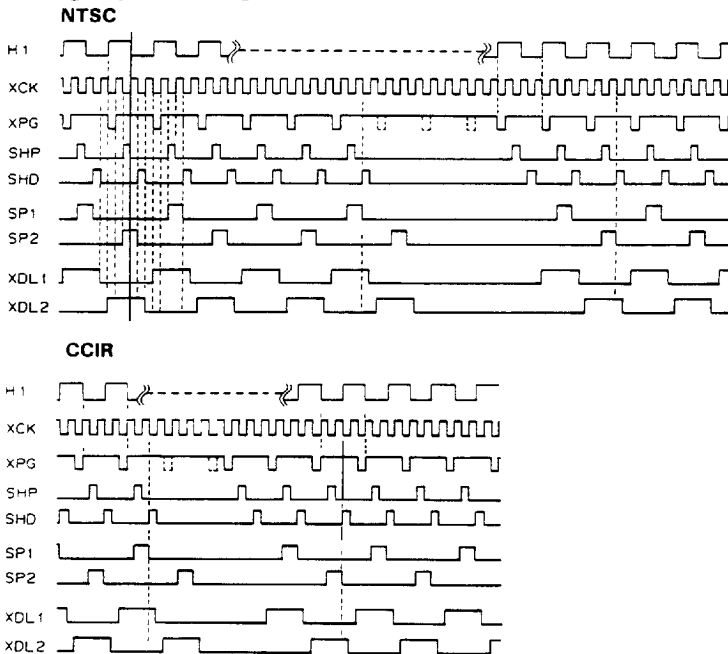 NTSC
H1
XCK
XPG
SHP
SHD
SP1
SP2
XDL1
XDL2
CCIR
H1
XCK
XPG
SHP
SHD
SP1
SP2
XDL1
XDL2